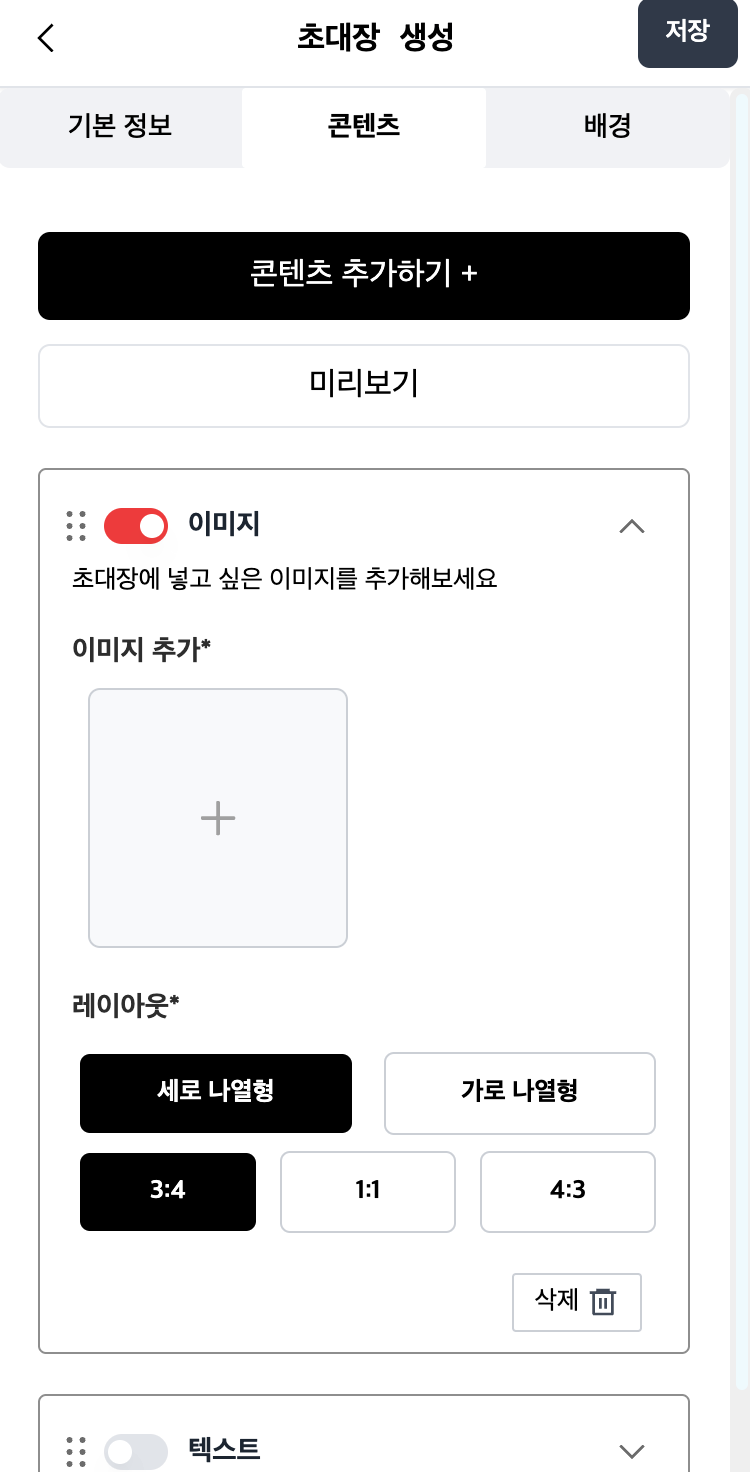 초대장 생성
저장
기본 정보
콘텐츠
배경
콘텐츠 추가하기 +
미리보기
이미지
초대장에 넣고 싶은 이미지를 추가해보세요
이미지 추가*
레이아웃*
세로 나열형
가로 나열형
3:4
1:1
4:3
삭제
텍스트